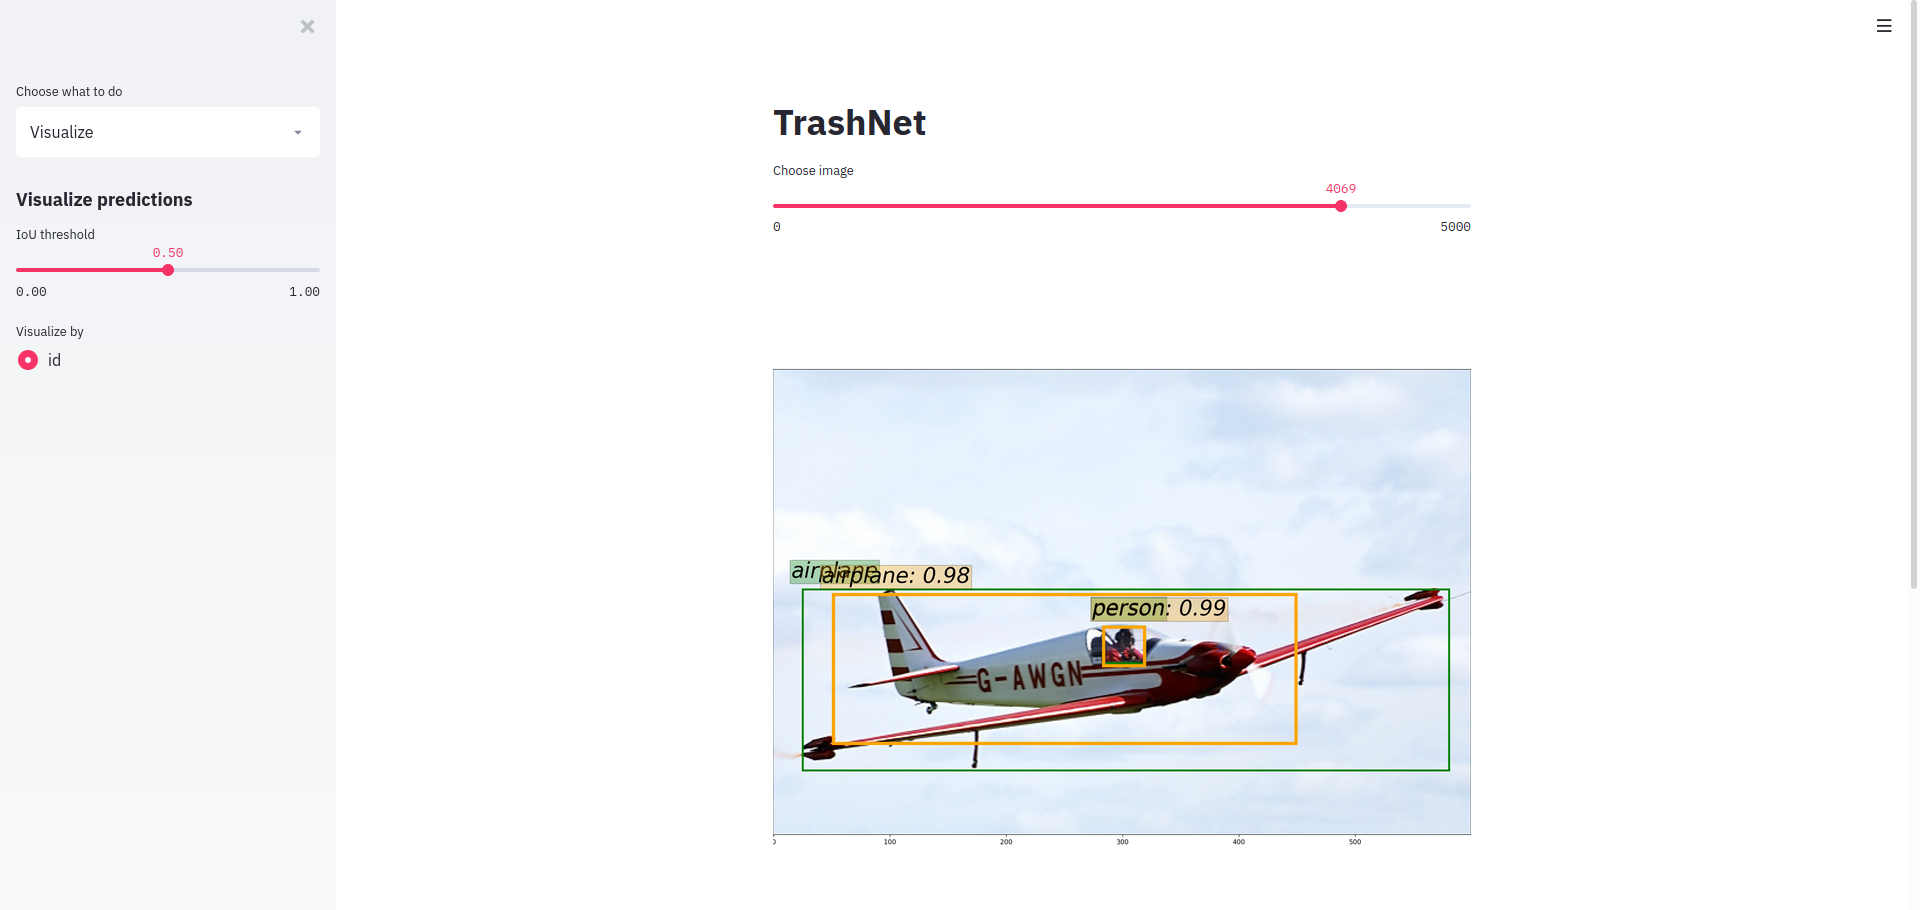 Choose what to do
Visualize
Visualize predictions
IoU threshold
0.50
0.00 1.00
Visualize by
id
TrashNet
Choose image
4069
0 5000
airplane
airplane: 0.98
person: 0.99
G-AWGN
0 100 200 300 400 500